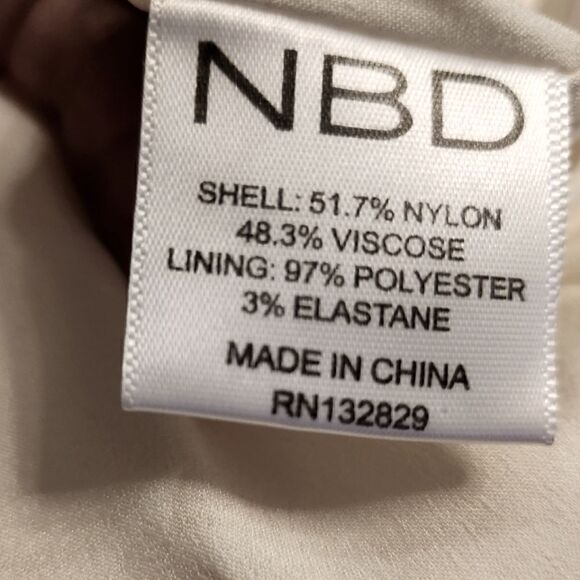 NBD
SHELL: 51.7% NYLON
48.3% VISCOSE
LINING: 97% POLYESTER
3% ELASTANE
MADE IN CHINA
RN132829